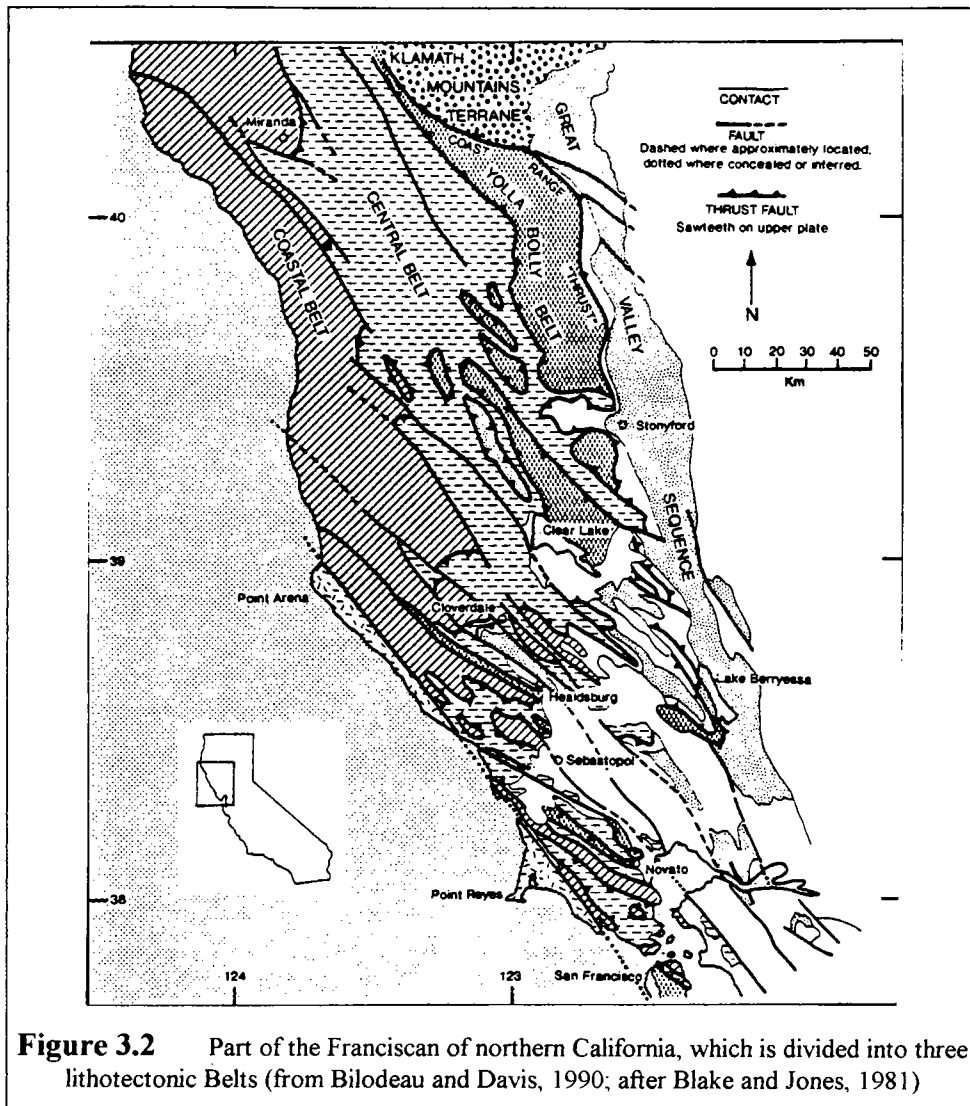 KLAMATH
MOUNTAINS
TERRANE
GREAT
VALLEY
SEQUENCE
COAST
RANGE
"THRUST"
YOLLA
BOLLY
BELT
CENTRAL BELT
COASTAL BELT
Miranda
Stonyford
Clear Lake
Point Arena
Cloverdale
Healdsburg
Lake Berryessa
Sebastopol
Novato
Point Reyes
San Francisco
40
39
38
124
123
CONTACT
FAULT
Dashed where approximately located,
dotted where concealed or inferred.
THRUST FAULT
Sawteeth on upper plate
N
0 10 20 30 40 50
Km
Figure 3.2 Part of the Franciscan of northern California, which is divided into three
lithotectonic Belts (from Bilodeau and Davis, 1990; after Blake and Jones, 1981)